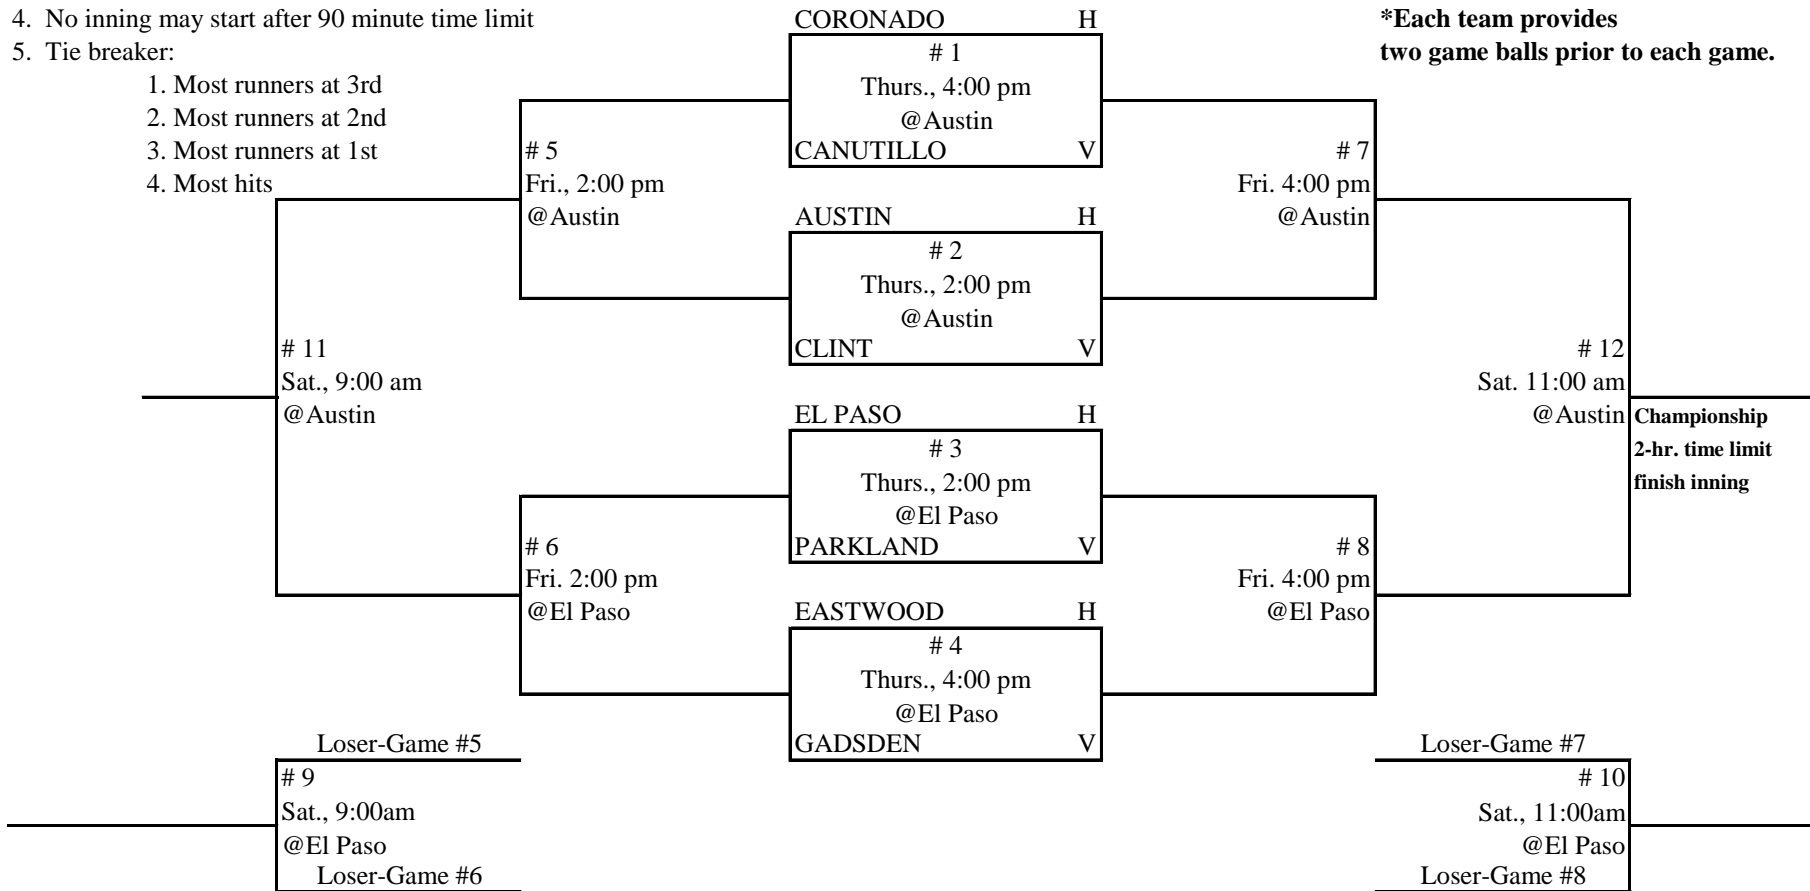 4. No inning may start after 90 minute time limit
5. Tie breaker:
1. Most runners at 3rd
2. Most runners at 2nd
3. Most runners at 1st
4. Most hits
*Each team provides
two game balls prior to each game.
CORONADO H
# 1
Thurs., 4:00 pm
@Austin
CANUTILLO V
# 5
Fri., 2:00 pm
@Austin
# 7
Fri. 4:00 pm
@Austin
AUSTIN H
# 2
Thurs., 2:00 pm
@Austin
CLINT V
# 11
Sat., 9:00 am
@Austin
# 12
Sat. 11:00 am
@Austin
Championship
2-hr. time limit
finish inning
EL PASO H
# 3
Thurs., 2:00 pm
@El Paso
PARKLAND V
# 6
Fri. 2:00 pm
@El Paso
# 8
Fri. 4:00 pm
@El Paso
EASTWOOD H
# 4
Thurs., 4:00 pm
@El Paso
GADSDEN V
Loser-Game #5
# 9
Sat., 9:00am
@El Paso
Loser-Game #6
Loser-Game #7
# 10
Sat., 11:00am
@El Paso
Loser-Game #8